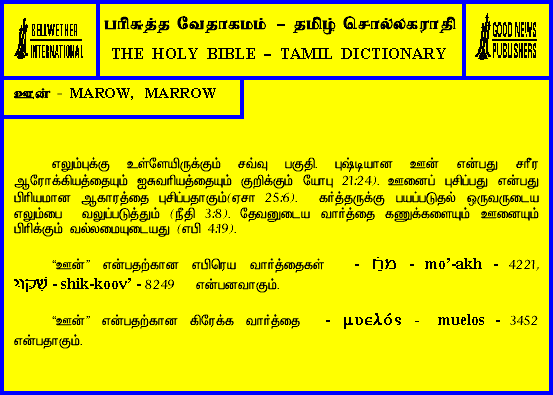 BELLWETHER
INTERNATIONAL
பரிசுத்த வேதாகமம் – தமிழ் சொல்லகராதி
THE HOLY BIBLE – TAMIL DICTIONARY
GOOD NEWS
PUBLISHERS
ஊன் - MAROW, MARROW
எலும்புக்கு உள்ளேயிருக்கும் சவ்வு பகுதி. புஷ்டியான ஊன் என்பது சரீர
ஆரோக்கியத்தையும் ஐசுவரியத்தையும் குறிக்கும் யோபு 21:24). ஊனைப் புசிப்பது என்பது
பிரியமான ஆகாரத்தை புசிப்பதாகும்(ஏசா 25:6). கர்த்தருக்கு பயப்படுதல் ஒருவருடைய
எலும்பை வலுப்படுத்தும் (நீதி 3:8). தேவனுடைய வார்த்தை கணுக்களையும் ஊனையும்
பிரிக்கும் வல்லமையுடையது (எபி 4:19).
“ஊன்” என்பதற்கான எபிரெய வார்த்தைகள் - מֹחַ - mo’-akh - 4221,
שִׁקּוּי - shik-koov’ - 8249 என்பனவாகும்.
“ஊன்” என்பதற்கான கிரேக்க வார்த்தை - μυελός - muelos - 3452
என்பதாகும்.